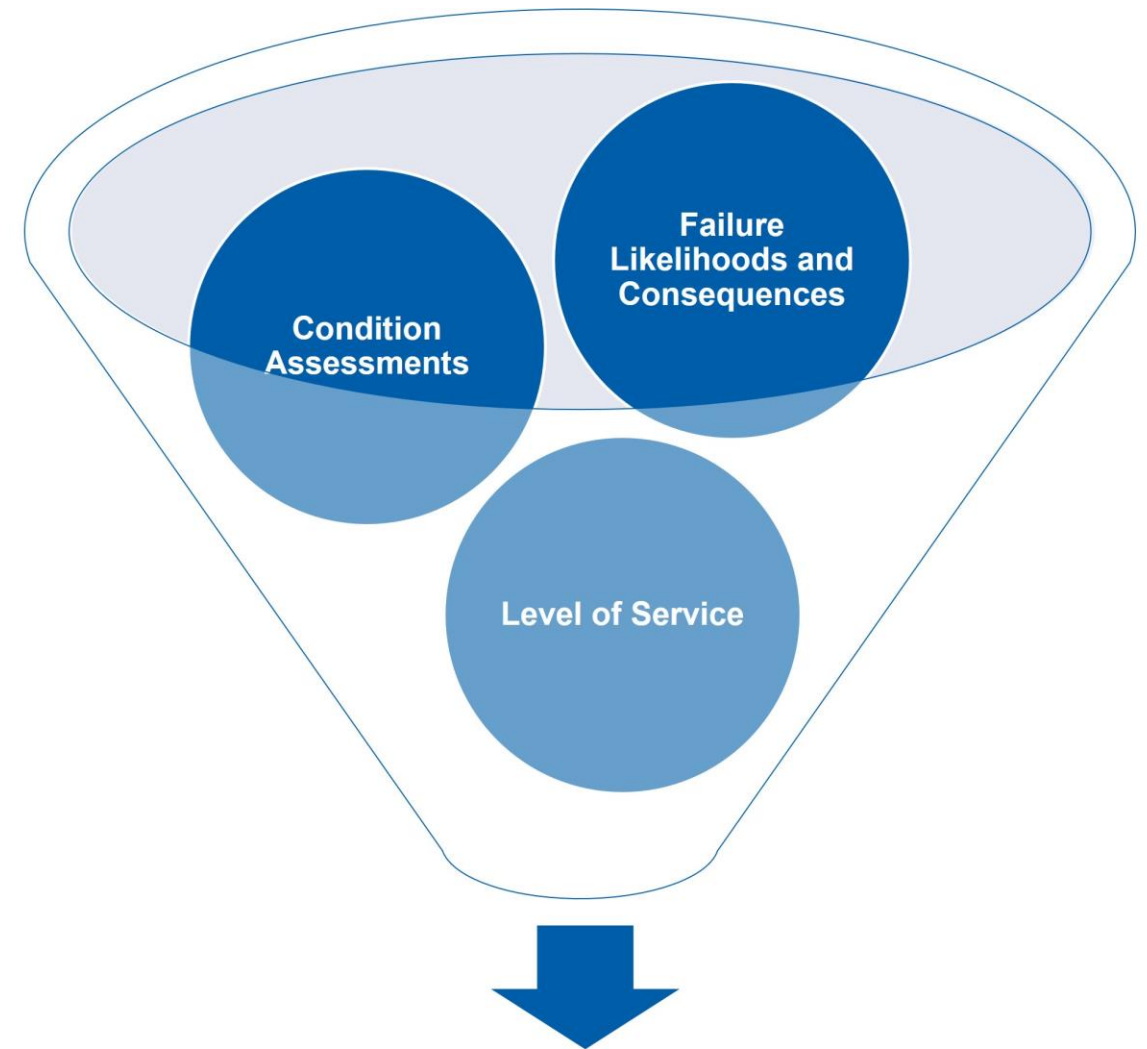 Failure
Likelihoods and
Consequences
Condition
Assessments
Level of Service